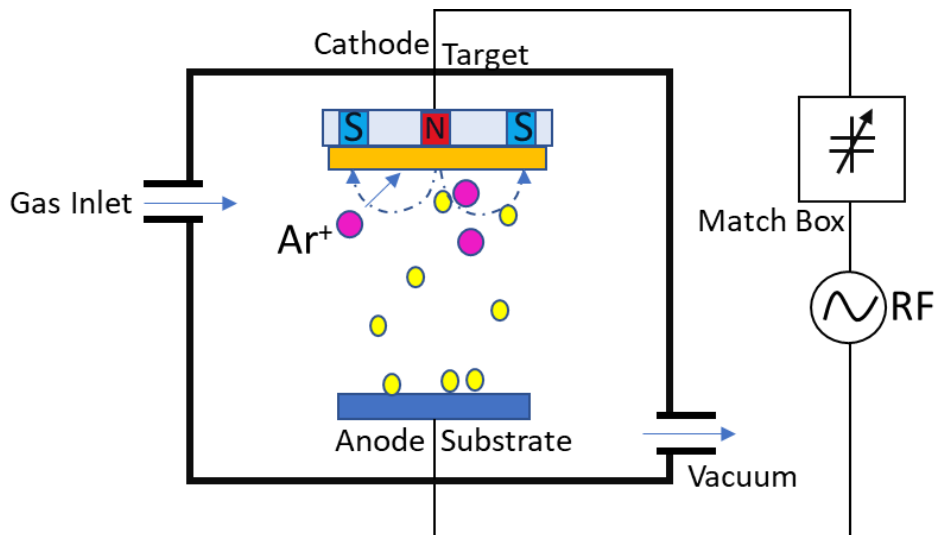 Cathode
Target
S
N
S
Gas Inlet
Ar⁺
Match Box
RF
Anode
Substrate
Vacuum